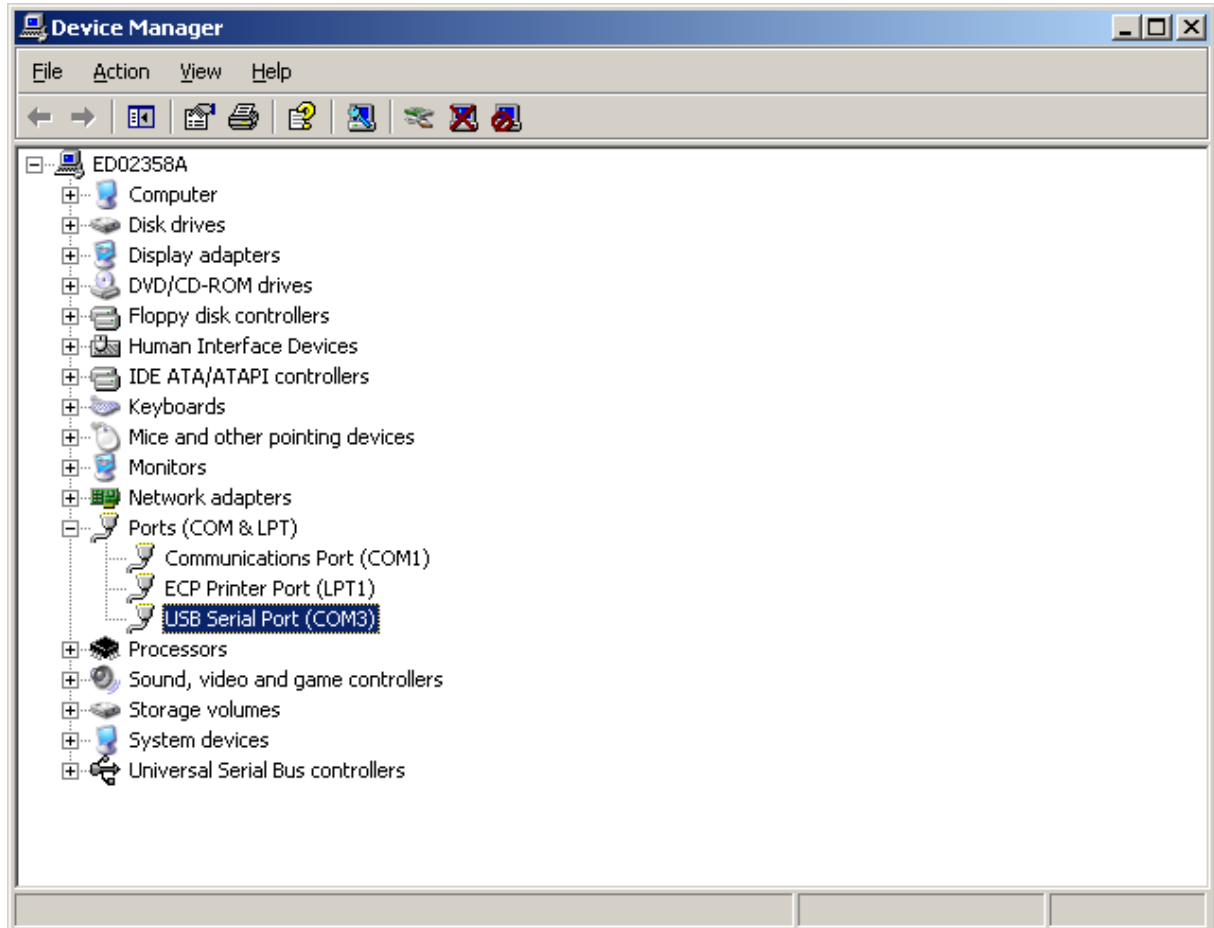 Device Manager
File Action View Help
ED02358A
Computer
Disk drives
Display adapters
DVD/CD-ROM drives
Floppy disk controllers
Human Interface Devices
IDE ATA/ATAPI controllers
Keyboards
Mice and other pointing devices
Monitors
Network adapters
Ports (COM & LPT)
Communications Port (COM1)
ECP Printer Port (LPT1)
USB Serial Port (COM3)
Processors
Sound, video and game controllers
Storage volumes
System devices
Universal Serial Bus controllers